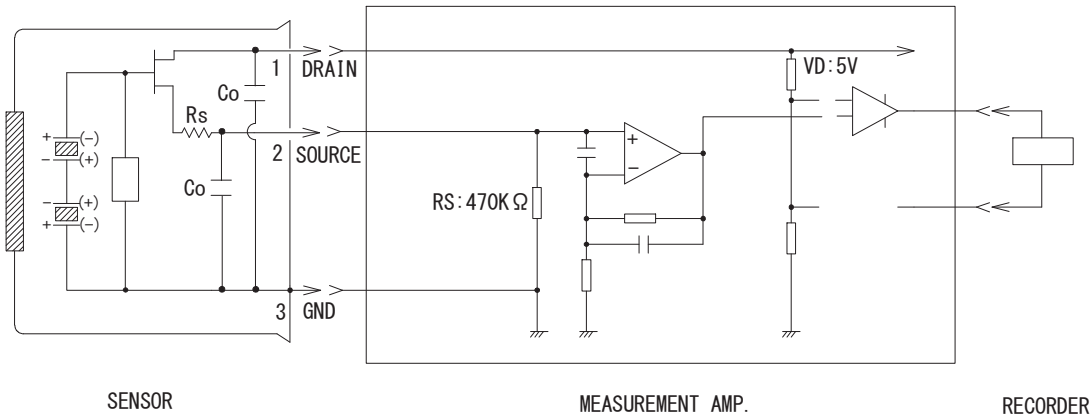 1 DRAIN
VD:5V
Co
Rs
+ (-)
- (+)
2 SOURCE
+
-
Co
RS:470KΩ
- (+)
+ (-)
3 GND
SENSOR
MEASUREMENT AMP.
RECORDER